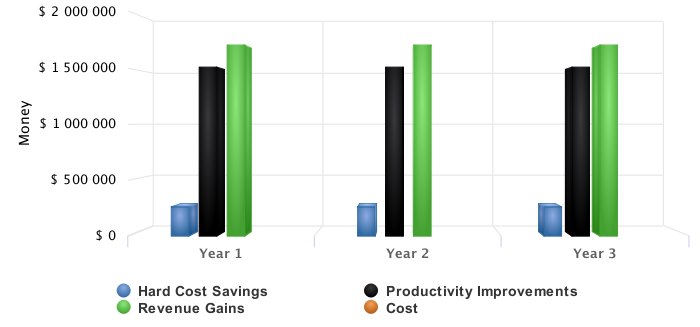 $ 2 000 000
$ 1 500 000
$ 1 000 000
$ 500 000
$ 0
Money
Year 1 Year 2 Year 3
Hard Cost Savings Productivity Improvements
Revenue Gains Cost